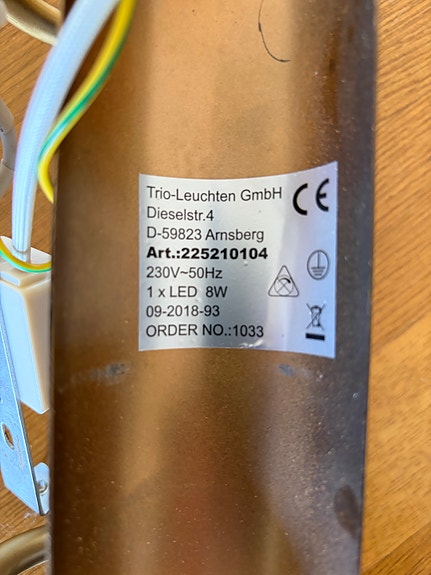 Trio-Leuchten GmbH CE
Dieselstr.4
D-59823 Arnsberg
Art.:225210104
230V~50Hz
1 x LED 8W
09-2018-93
ORDER NO.:1033